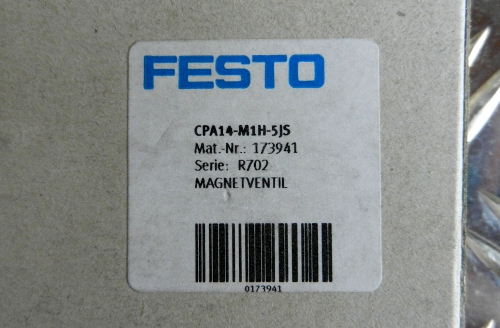 FESTO
CPA14-M1H-5JS
Mat.-Nr.: 173941
Serie: R702
MAGNETVENTIL
0173941